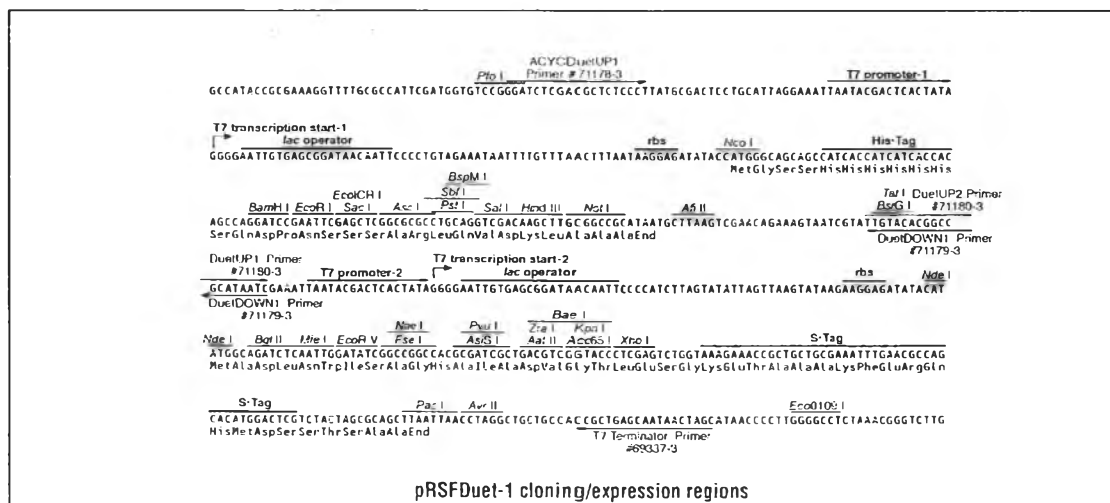 ACYCDuetUP1
Pfo I Primer #71178-3 T7 promoter-1
GCCATACCGCGAAAGGTTTTGCGCCATTCGATGGTGTCCGGGATCTCGACGCTCTCCCTTATGCGACTCCTGCATTAGGAAATTAATACGACTCACTATA
T7 transcription start-1
lac operator rbs Nco I His·Tag
GGGGAATTGTGAGCGGATAACAATTCCCCTGTAGAAATAATTTTGTTTAACTTTAATAAGGAGATATACCATGGGCAGCAGCCATCACCATCATCACCAC
MetGlySerSerHisHisHisHisHisHis
BspM I
EcoICR I Sbf I Tat I DuetUP2 Primer
BamH I EcoR I Sac I Asc I Pst I Sal I Hind III Not I Afl II BsrG I #71180-3
AGCCAGGATCCGAATTCGAGCTCGGCGCGCCTGCAGGTCGACAAGCTTGCGGCCGCATAATGCTTAAGTCGAACAGAAAGTAATCGTATTGTACACGGCC
SerGlnAspProAsnSerSerSerAlaArgLeuGlnValAspLysLeuAlaAlaAlaEnd DuetDOWN1 Primer
#71179-3
DuetUP1 Primer T7 transcription start-2
#71180-3 T7 promoter-2 lac operator rbs Nde I
GCATAATCGAAATTAATACGACTCACTATAGGGGAATTGTGAGCGGATAACAATTCCCCATCTTAGTATATTAGTTAAGTATAAGAAGGAGATATACAT
DuetDOWN1 Primer
#71179-3
Bae I
Nae I Pvu I Zra I Kpn I
Nde I Bgl II Mfe I EcoR V Fse I AsiS I Aat II Acc65 I Xho I S·Tag
ATGGCAGATCTCAATTGGATATCGGCCGGCCACGCGATCGCTGACGTCGGTACCCTCGAGTCTGGTAAAGAAACCGCTGCTGCGAAATTTGAACGCCAG
MetAlaAspLeuAsnTrpIleSerAlaGlyHisAlaIleAlaAspValGlyThrLeuGluSerGlyLysGluThrAlaAlaAlaLysPheGluArgGln
S·Tag Pac I Avr II EcoO109 I
CACATGGACTCGTCTACTAGCGCAGCTTAATTAACCTAGGCTGCTGCCACCGCTGAGCAATAACTAGCATAACCCCTTGGGGCCTCTAAACGGGTCTTG
HisMetAspSerSerThrSerAlaAlaEnd T7 Terminator Primer
#69337-3
pRSFDuet-1 cloning/expression regions